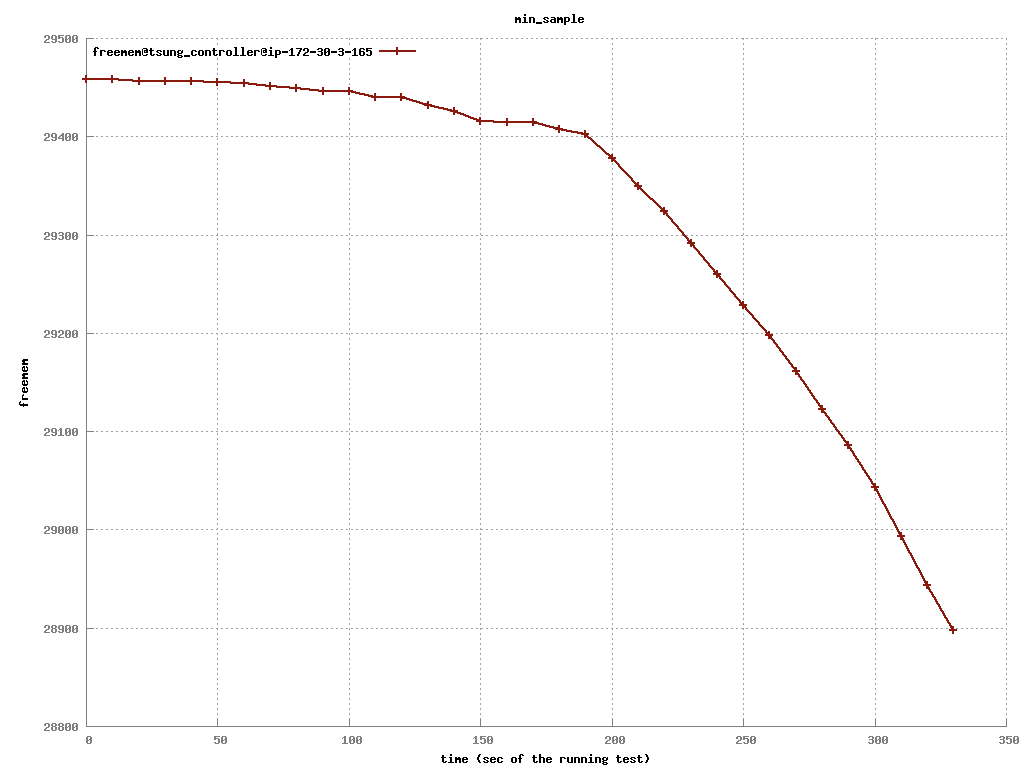 min_sample
29500
freemem@tsung_controller@ip-172-30-3-165
29400
29300
29200
freemem
29100
29000
28900
28800
0 50 100 150 200 250 300 350
time (sec of the running test)